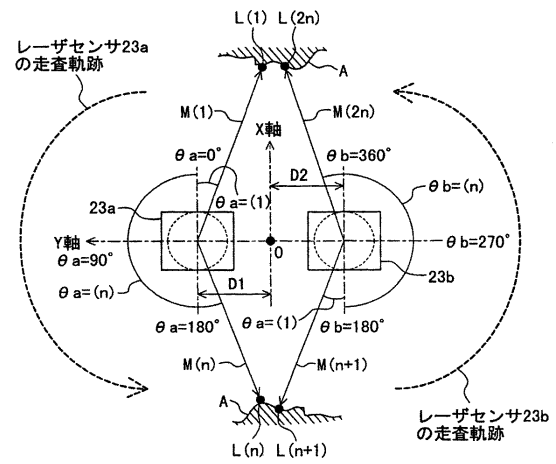 L(1) L(2n)
レーザセンサ23a
の走査軌跡
A
M(1)
M(2n)
X軸
θa=0°
D2
θb=360°
θa=(1)
θb=(n)
23a
Y軸
0
θb=270°
θa=90°
θa=(n)
D1
23b
θa=180°
θa=(1)
θb=180°
M(n)
M(n+1)
A
L(n) L(n+1)
レーザセンサ23b
の走査軌跡